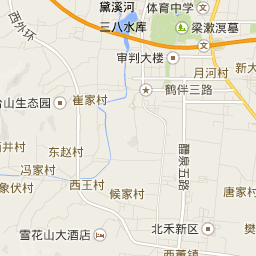 黛溪河
体育中学
西外环
三八水库
梁漱溟墓
审判大楼
月河村
新大
鹤伴三路
台山生态园
崔家村
醴泉五路
西井村
东赵村
冯家村
象伏村
西王村
侯家村
唐家村
雪花山大酒店
北禾新区
樊
西董镇